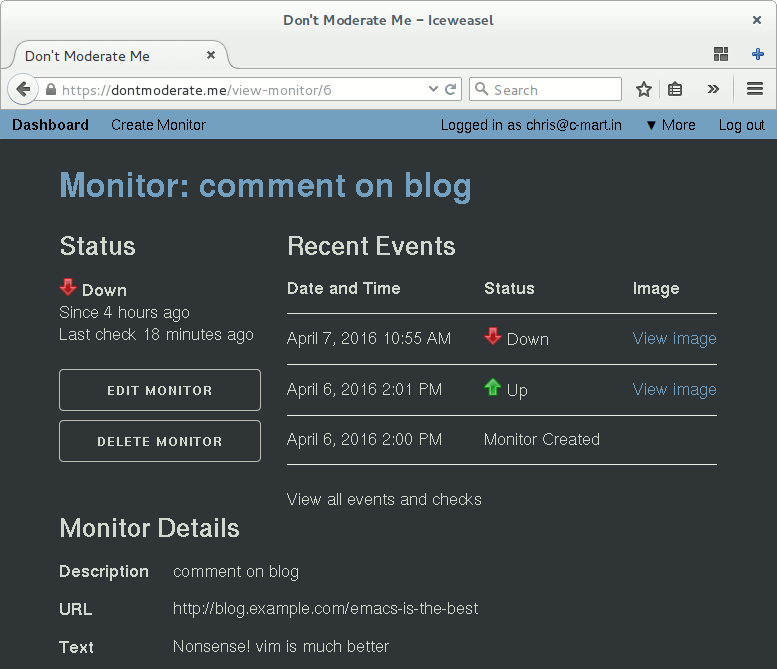 Don't Moderate Me – Iceweasel
Don't Moderate Me
https://dontmoderate.me/view-monitor/6
Search
Dashboard Create Monitor Logged in as chris@c-mart.in ▼ More Log out
Monitor: comment on blog
Status
Down
Since 4 hours ago
Last check 18 minutes ago
EDIT MONITOR
DELETE MONITOR
Recent Events
Date and Time Status Image
April 7, 2016 10:55 AM Down View image
April 6, 2016 2:01 PM Up View image
April 6, 2016 2:00 PM Monitor Created
View all events and checks
Monitor Details
Description comment on blog
URL http://blog.example.com/emacs-is-the-best
Text Nonsense! vim is much better